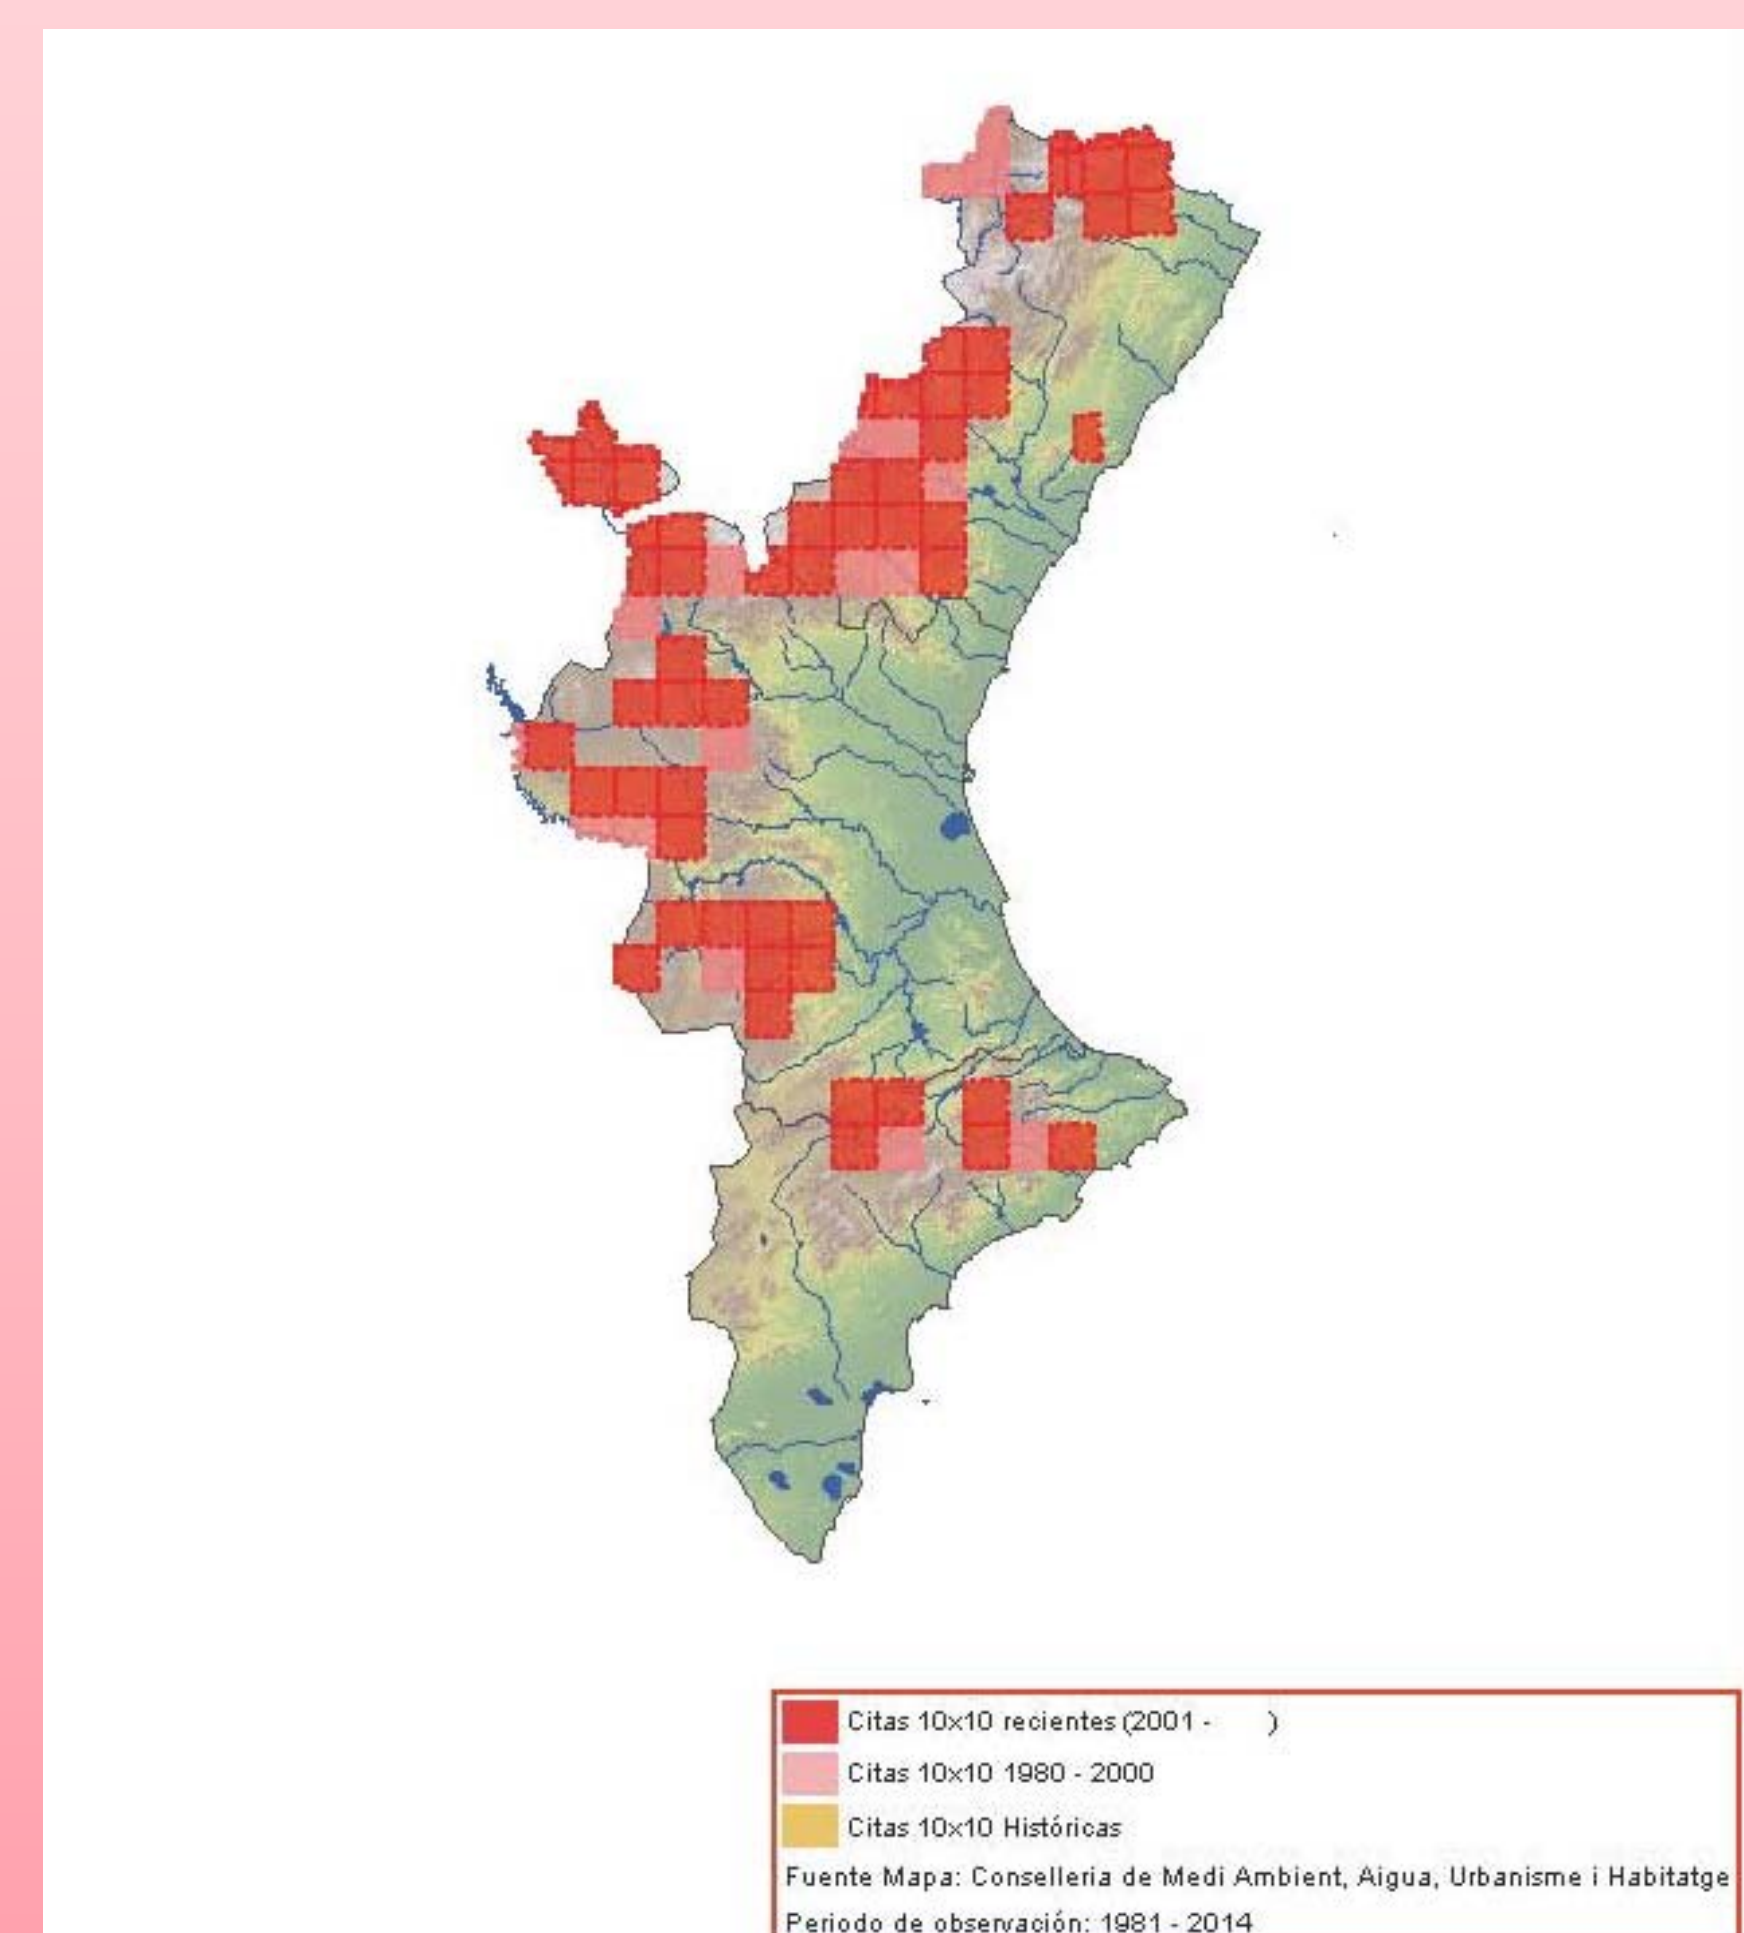 Citas 10x10 recientes (2001 - )
Citas 10x10 1980 - 2000
Citas 10x10 Históricas
Fuente Mapa: Conselleria de Medi Ambient, Aigua, Urbanisme i Habitatge
Periodo de observación: 1981 - 2014